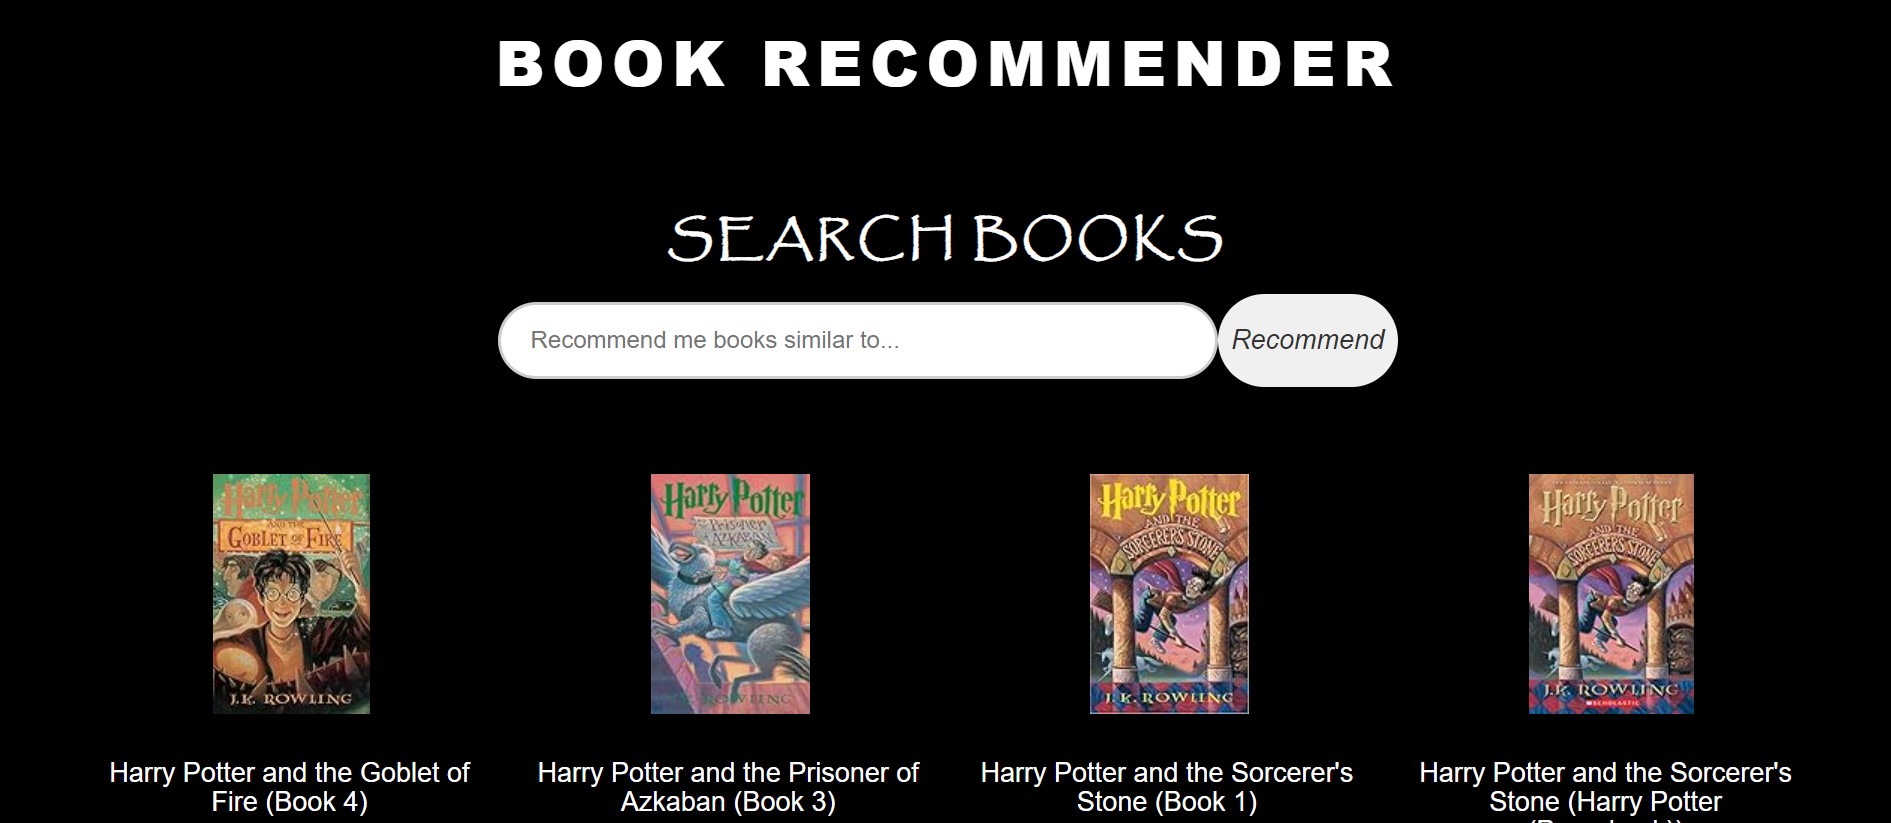 BOOK RECOMMENDER
SEARCH BOOKS
Recommend me books similar to...
Recommend
Harry Potter
AND THE
GOBLET OF FIRE
J.K. ROWLING
Harry Potter
AND THE
Prisoner
OF AZKABAN
J.K. ROWLING
Harry Potter
AND THE
SORCERER'S STONE
J.K. ROWLING
Harry Potter
AND THE
SORCERER'S STONE
J.K. ROWLING
SCHOLASTIC
Harry Potter and the Goblet of
Fire (Book 4)
Harry Potter and the Prisoner of
Azkaban (Book 3)
Harry Potter and the Sorcerer's
Stone (Book 1)
Harry Potter and the Sorcerer's
Stone (Harry Potter